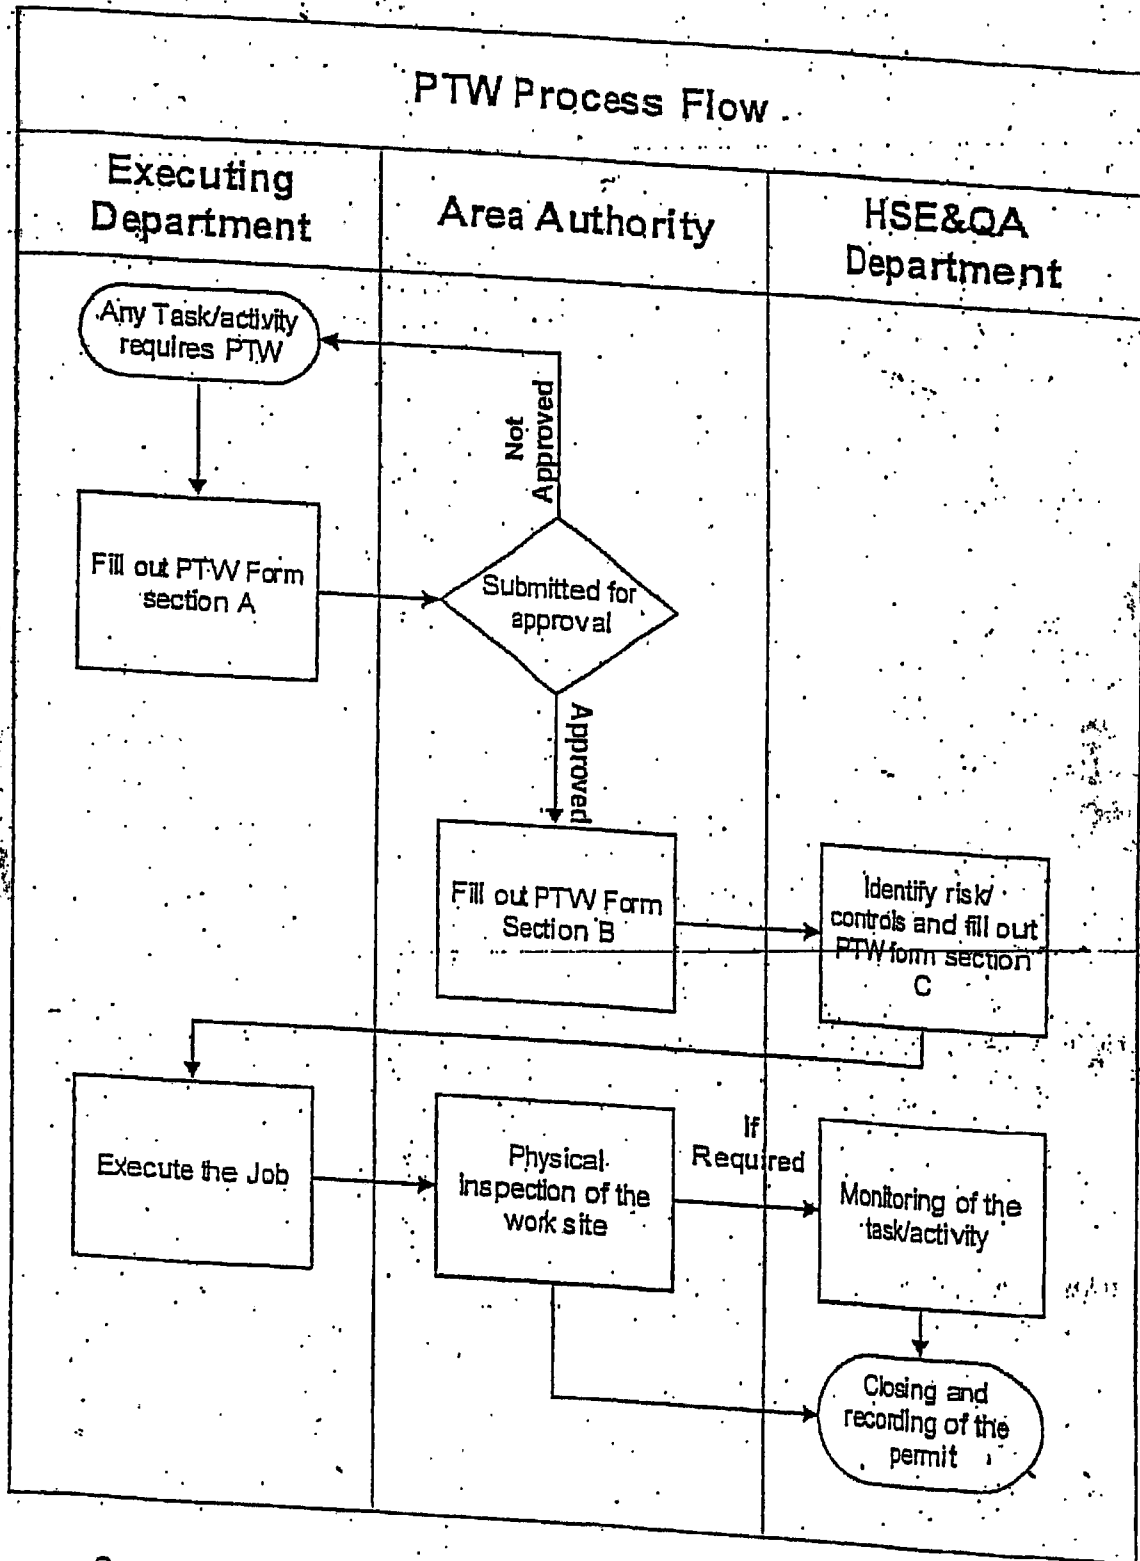 PTW Process Flow
Executing
Department
Area Authority
HSE&QA
Department
Any Task/activity
requires PTW
Not
Approved
Fill out PTW Form
section A
Submitted for
approval
Approved
Fill out PTW Form
Section B
Identify risk/
controls and fill out
PTW form section
C
Execute the Job
Physical
inspection of the
work site
If
Required
Monitoring of the
task/activity
Closing and
recording of the
permit